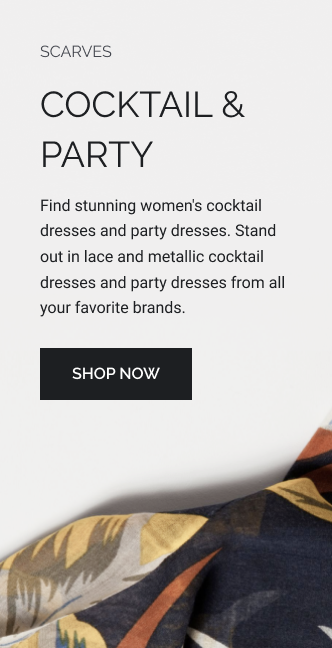 SCARVES
COCKTAIL &
PARTY
Find stunning women's cocktail
dresses and party dresses. Stand
out in lace and metallic cocktail
dresses and party dresses from all
your favorite brands.
SHOP NOW